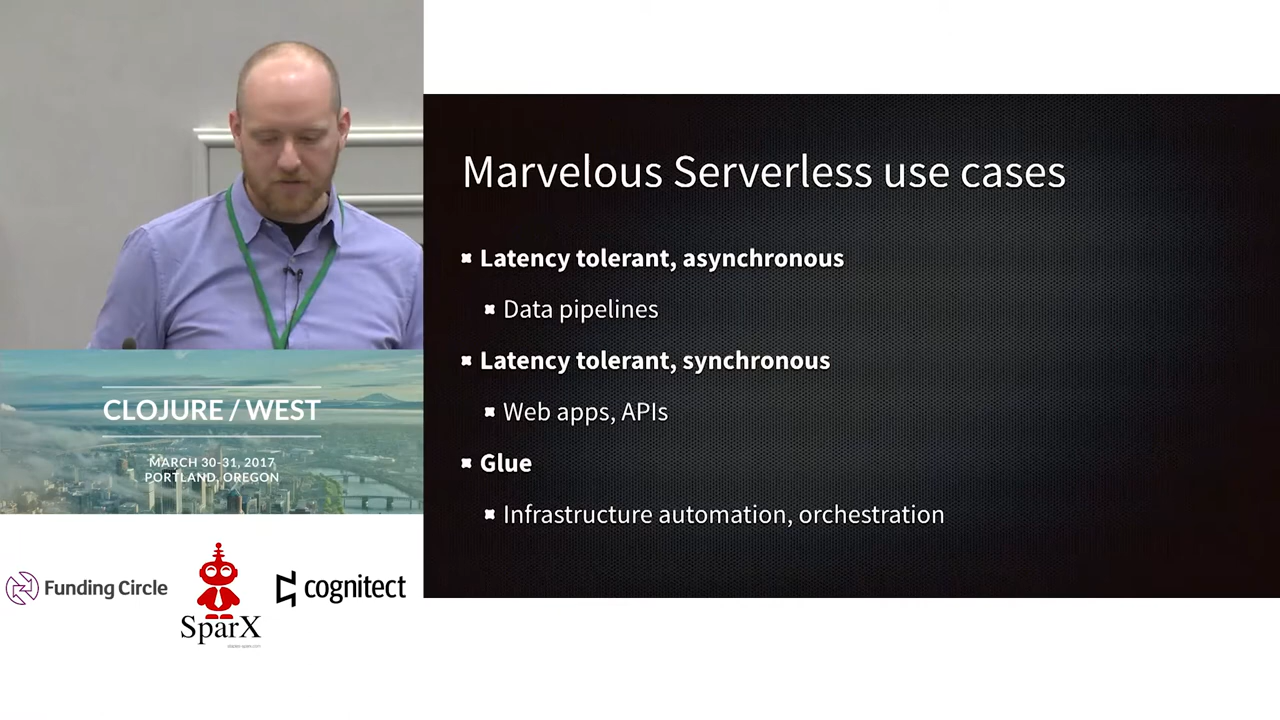 Marvelous Serverless use cases
Latency tolerant, asynchronous
Data pipelines
Latency tolerant, synchronous
Web apps, APIs
Glue
Infrastructure automation, orchestration
CLOJURE / WEST
MARCH 30-31, 2017
PORTLAND, OREGON
Funding Circle
SparX
cognitect